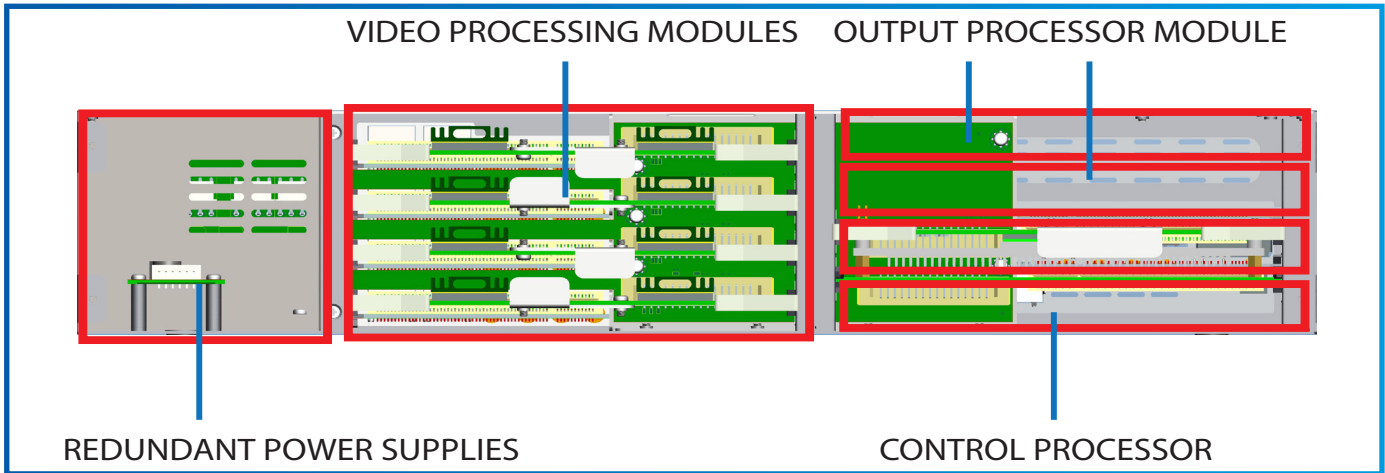 VIDEO PROCESSING MODULES
OUTPUT PROCESSOR MODULE
REDUNDANT POWER SUPPLIES
CONTROL PROCESSOR